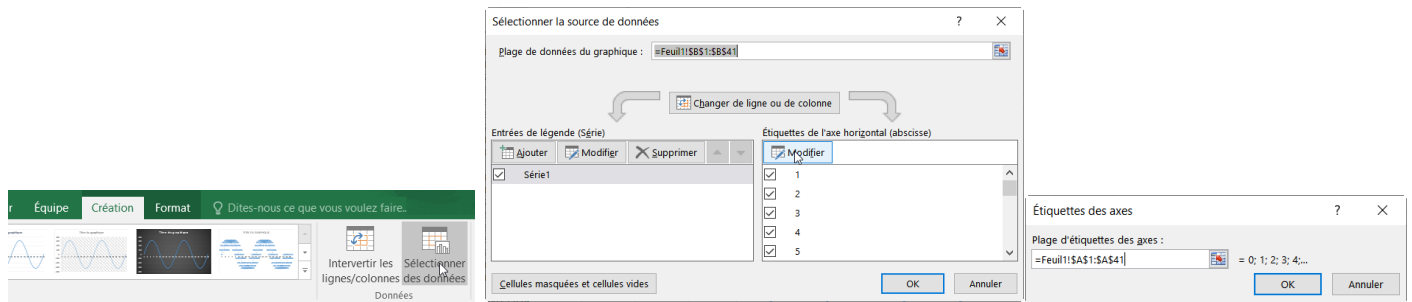 r Équipe Création Format Dites-nous ce que vous voulez faire..
Intervertir les
lignes/colonnes
Sélectionner
des données
Données
Sélectionner la source de données ? ×
Plage de données du graphique : =Feuil1!$B$1:$B$41
Changer de ligne ou de colonne
Entrées de légende (Série)
Ajouter Modifier Supprimer
Série1
Étiquettes de l'axe horizontal (abscisse)
Modifier
1
2
3
4
5
Cellules masquées et cellules vides
OK Annuler
Étiquettes des axes ? ×
Plage d'étiquettes des axes :
=Feuil1!$A$1:$A$41 = 0; 1; 2; 3; 4;...
OK Annuler